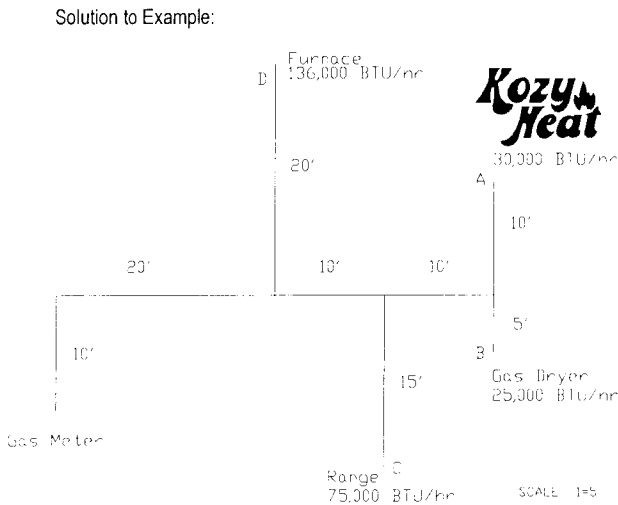 Solution to Example:
Furnace
D 136,000 BTU/hr
Kozy
Heat
30,000 BTU/hr
A
20'
10'
20'
10'
10'
5'
B
10'
15'
Gas Dryer
25,000 BTU/hr
Gas Meter
C
Range
75,000 BTU/hr
SCALE 1=5